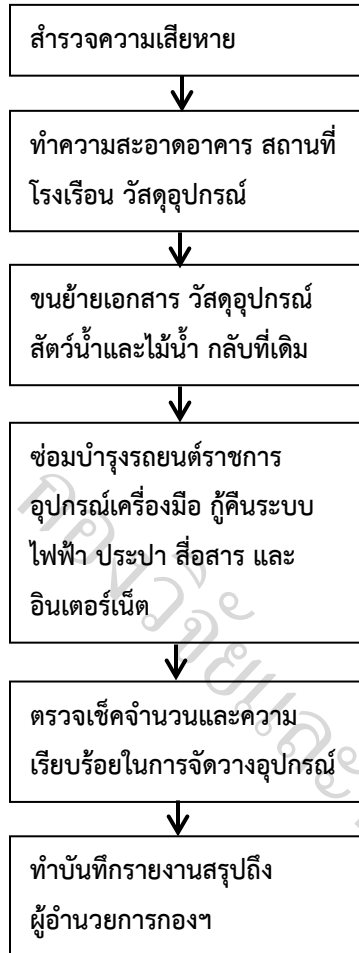 สำรวจความเสียหาย
ทำความสะอาดอาคาร สถานที่
โรงเรือน วัสดุอุปกรณ์
ขนย้ายเอกสาร วัสดุอุปกรณ์
สัตว์น้ำและไม้น้ำ กลับที่เดิม
ซ่อมบำรุงรถยนต์ราชการ
อุปกรณ์เครื่องมือ กู้คืนระบบ
ไฟฟ้า ประปา สื่อสาร และ
อินเตอร์เน็ต
ตรวจเช็คจำนวนและความ
เรียบร้อยในการจัดวางอุปกรณ์
ทำบันทึกรายงานสรุปถึง
ผู้อำนวยการกองฯ
กองวิจัยและ